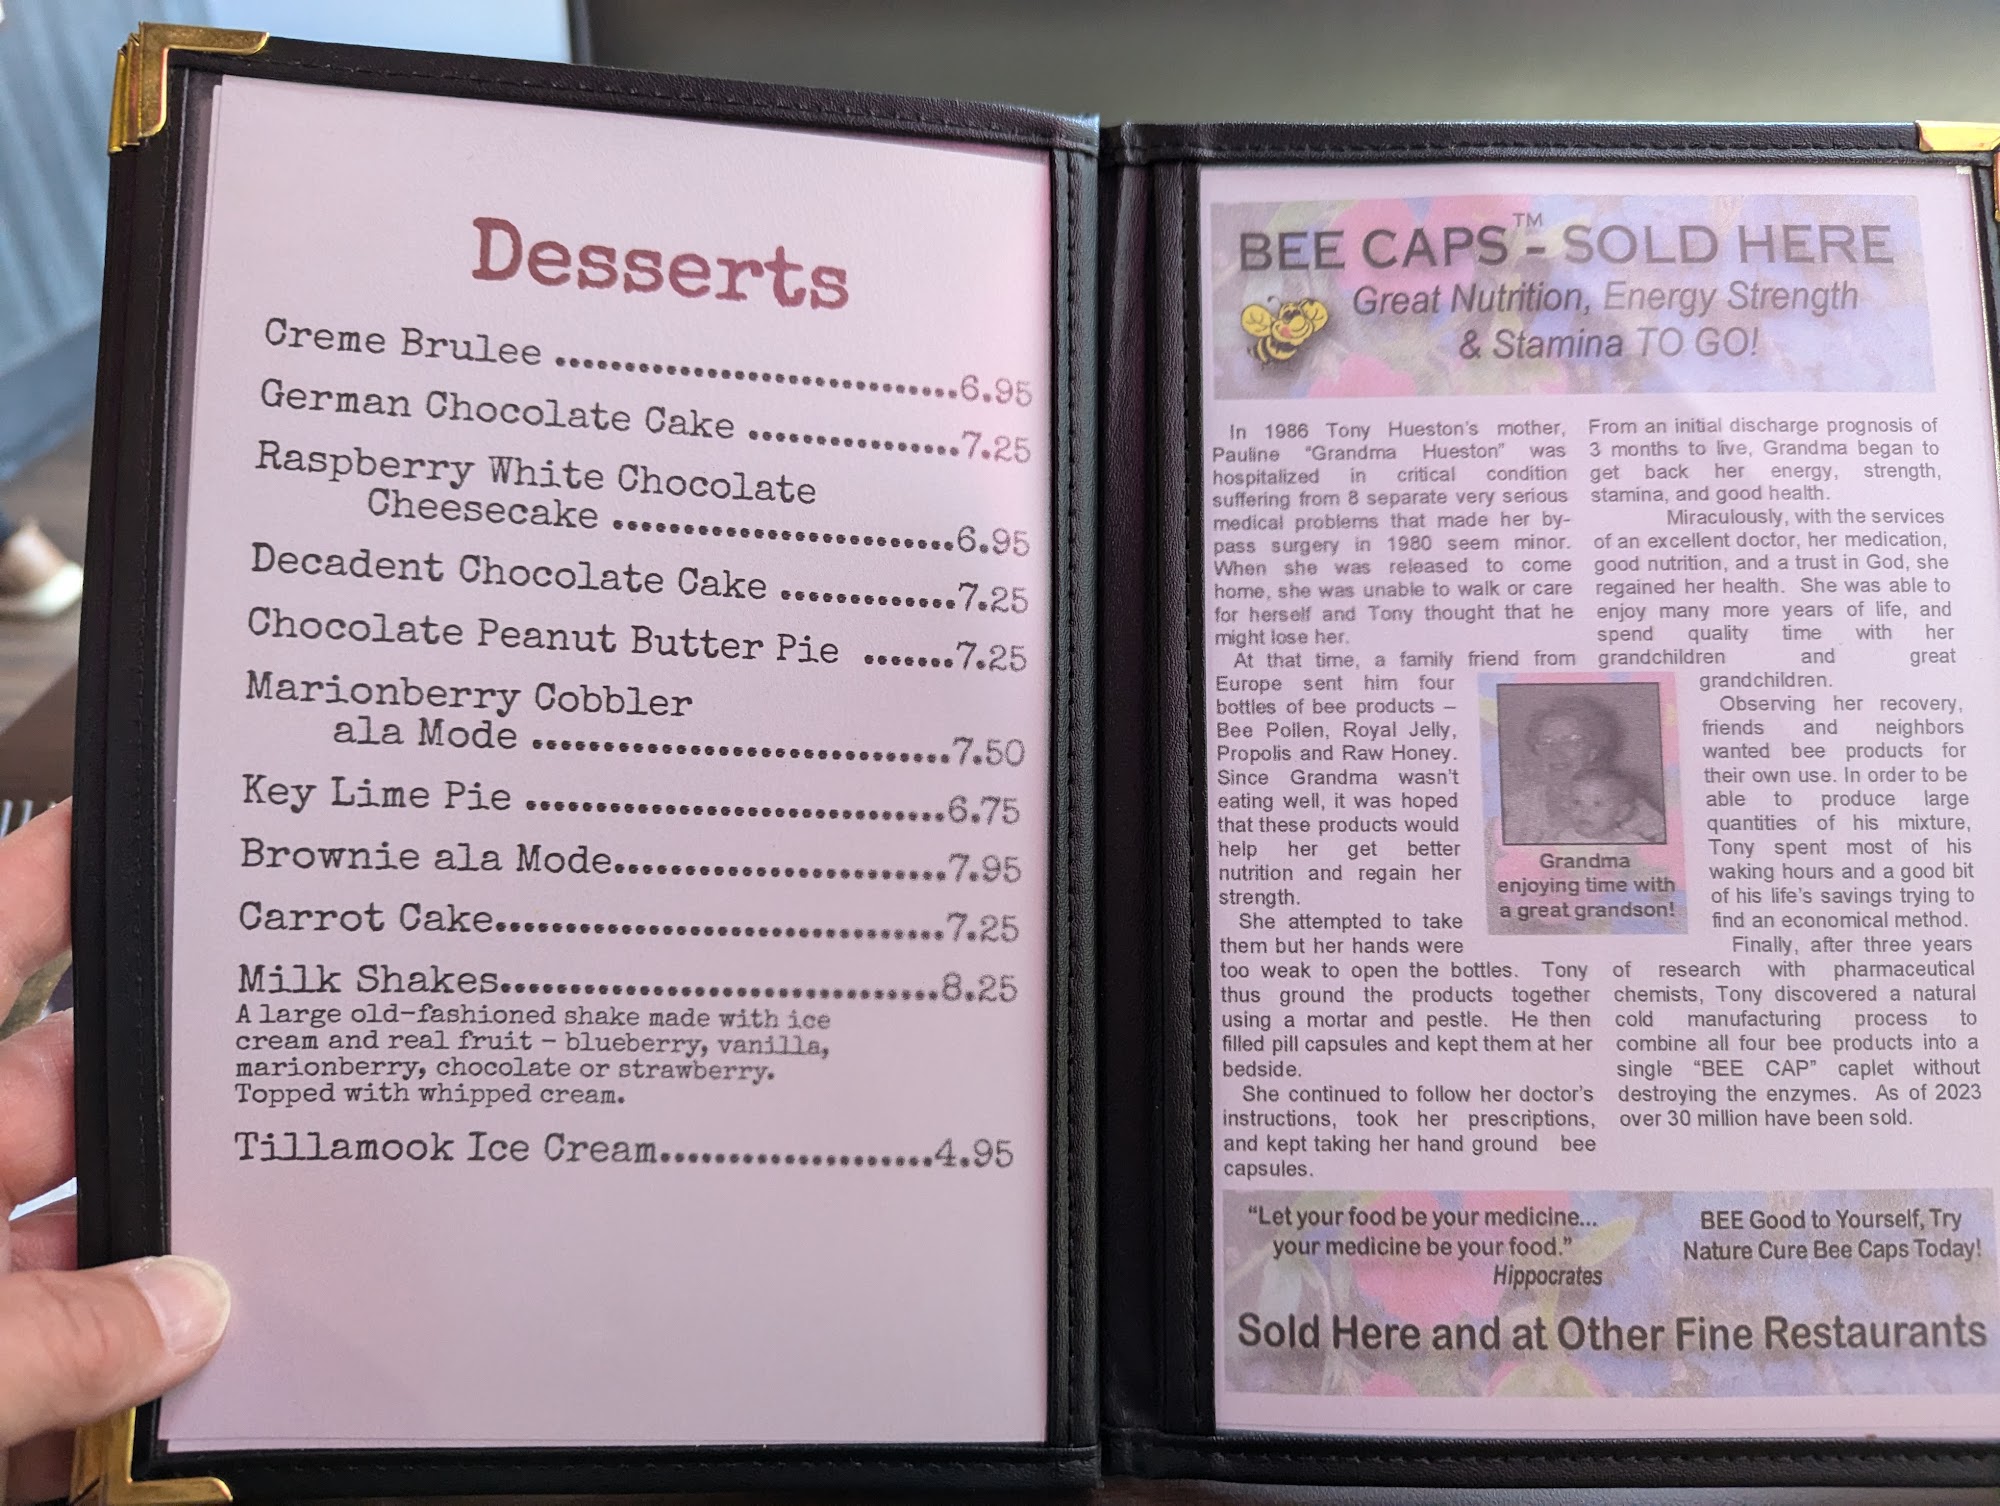 Desserts
Creme Brulee ..............................6.95
German Chocolate Cake ................7.25
Raspberry White Chocolate
Cheesecake .........................6.95
Decadent Chocolate Cake .............7.25
Chocolate Peanut Butter Pie .......7.25
Marionberry Cobbler
ala Mode ..............................7.50
Key Lime Pie ..............................6.75
Brownie ala Mode........................7.95
Carrot Cake................................7.25
Milk Shakes...............................8.25
A large old-fashioned shake made with ice
cream and real fruit - blueberry, vanilla,
marionberry, chocolate or strawberry.
Topped with whipped cream.
Tillamook Ice Cream....................4.95
BEE CAPS™ - SOLD HERE
Great Nutrition, Energy Strength
& Stamina TO GO!
In 1986 Tony Hueston's mother,
Pauline "Grandma Hueston" was
hospitalized in critical condition
suffering from 8 separate very serious
medical problems that made her by-
pass surgery in 1980 seem minor.
When she was released to come
home, she was unable to walk or care
for herself and Tony thought that he
might lose her.
At that time, a family friend from
Europe sent him four
bottles of bee products –
Bee Pollen, Royal Jelly,
Propolis and Raw Honey.
Since Grandma wasn't
eating well, it was hoped
that these products would
help her get better
nutrition and regain her
strength.
She attempted to take
them but her hands were
too weak to open the bottles. Tony
thus ground the products together
using a mortar and pestle. He then
filled pill capsules and kept them at her
bedside.
She continued to follow her doctor's
instructions, took her prescriptions,
and kept taking her hand ground bee
capsules.
From an initial discharge prognosis of
3 months to live, Grandma began to
get back her energy, strength,
stamina, and good health.
Miraculously, with the services
of an excellent doctor, her medication,
good nutrition, and a trust in God, she
regained her health. She was able to
enjoy many more years of life, and
spend quality time with her
grandchildren and great
grandchildren.
Observing her recovery,
friends and neighbors
wanted bee products for
their own use. In order to be
able to produce large
quantities of his mixture,
Tony spent most of his
waking hours and a good bit
of his life's savings trying to
find an economical method.
Finally, after three years
of research with pharmaceutical
chemists, Tony discovered a natural
cold manufacturing process to
combine all four bee products into a
single "BEE CAP" caplet without
destroying the enzymes. As of 2023
over 30 million have been sold.
Grandma
enjoying time with
a great grandson!
"Let your food be your medicine...
your medicine be your food."
Hippocrates
BEE Good to Yourself, Try
Nature Cure Bee Caps Today!
Sold Here and at Other Fine Restaurants